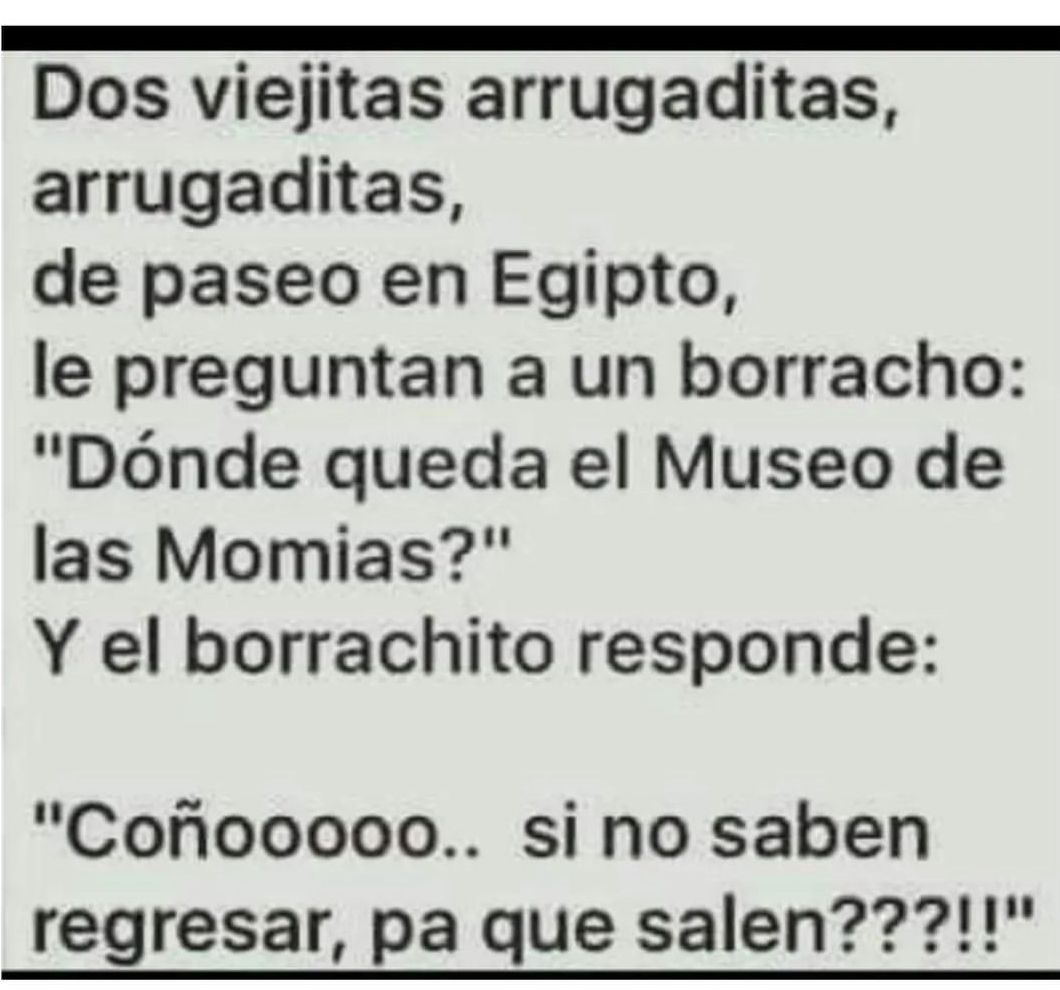 Dos viejitas arrugaditas,
arrugaditas,
de paseo en Egipto,
le preguntan a un borracho:
"Dónde queda el Museo de
las Momias?"
Y el borrachito responde:
"Coñooooo..  si no saben
regresar, pa que salen???!!"